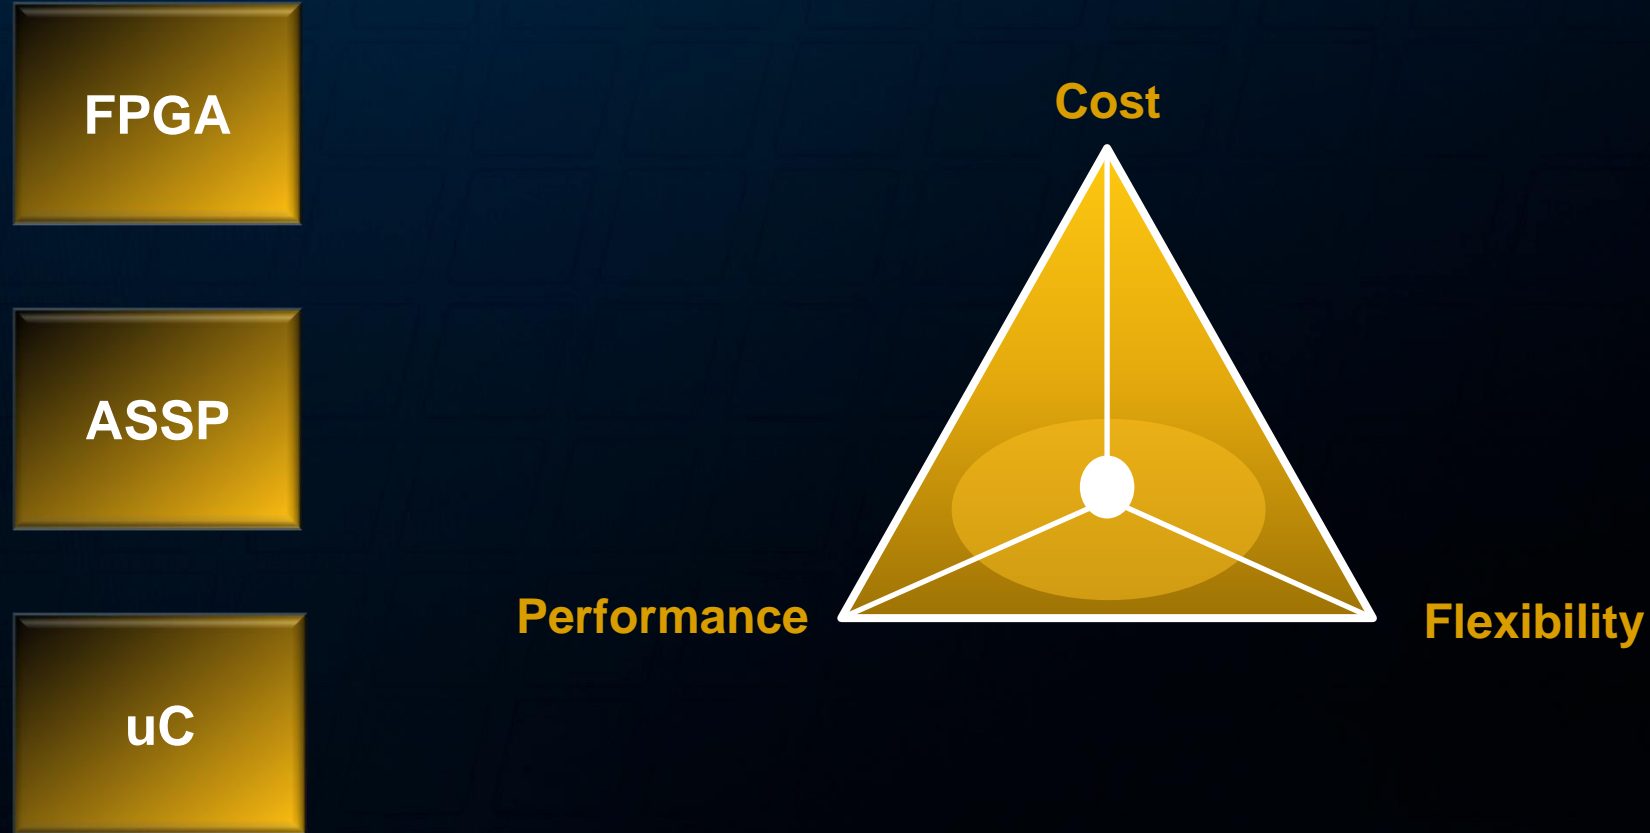 FPGA
Cost
ASSP
Performance
Flexibility
uC